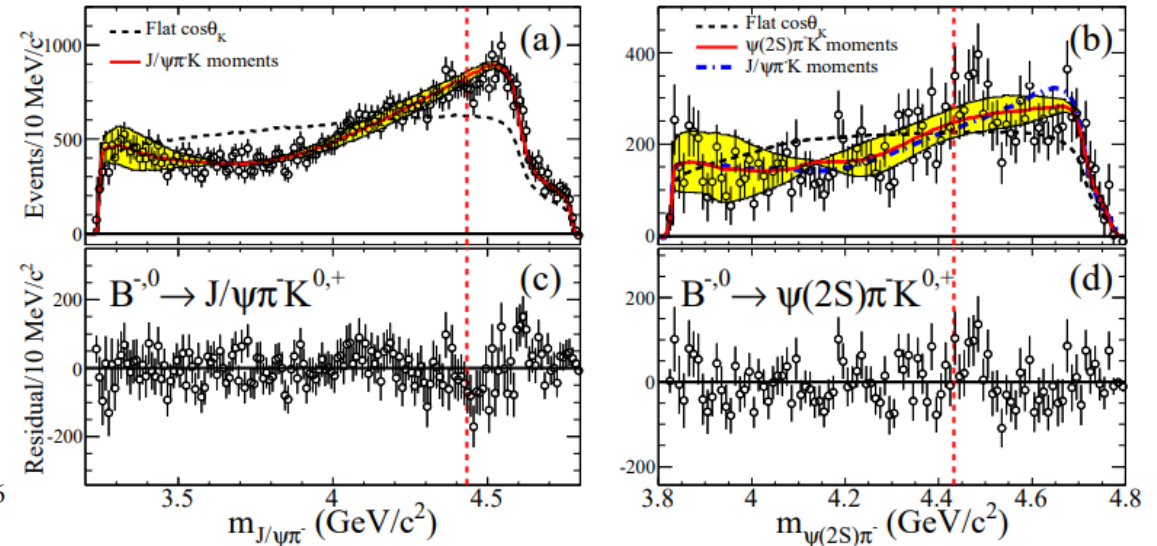 (a)
Flat cosθ_K
J/ψπ⁻K moments
Events/10 MeV/c²
1000
500
0
(b)
Flat cosθ_K
ψ(2S)π⁻K moments
J/ψπ⁻K moments
400
200
0
(c)
B⁻,⁰ → J/ψπ⁻K⁰,⁺
Residual/10 MeV/c²
200
0
-200
3.5 4 4.5
m_J/ψπ⁻ (GeV/c²)
(d)
B⁻,⁰ → ψ(2S)π⁻K⁰,⁺
200
0
-200
3.8 4 4.2 4.4 4.6 4.8
m_ψ(2S)π⁻ (GeV/c²)